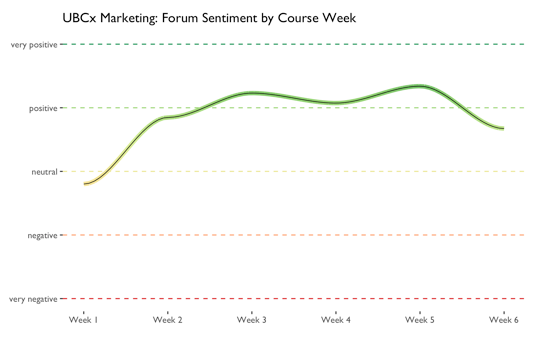 UBCx Marketing: Forum Sentiment by Course Week
very positive
positive
neutral
negative
very negative
Week 1 Week 2 Week 3 Week 4 Week 5 Week 6